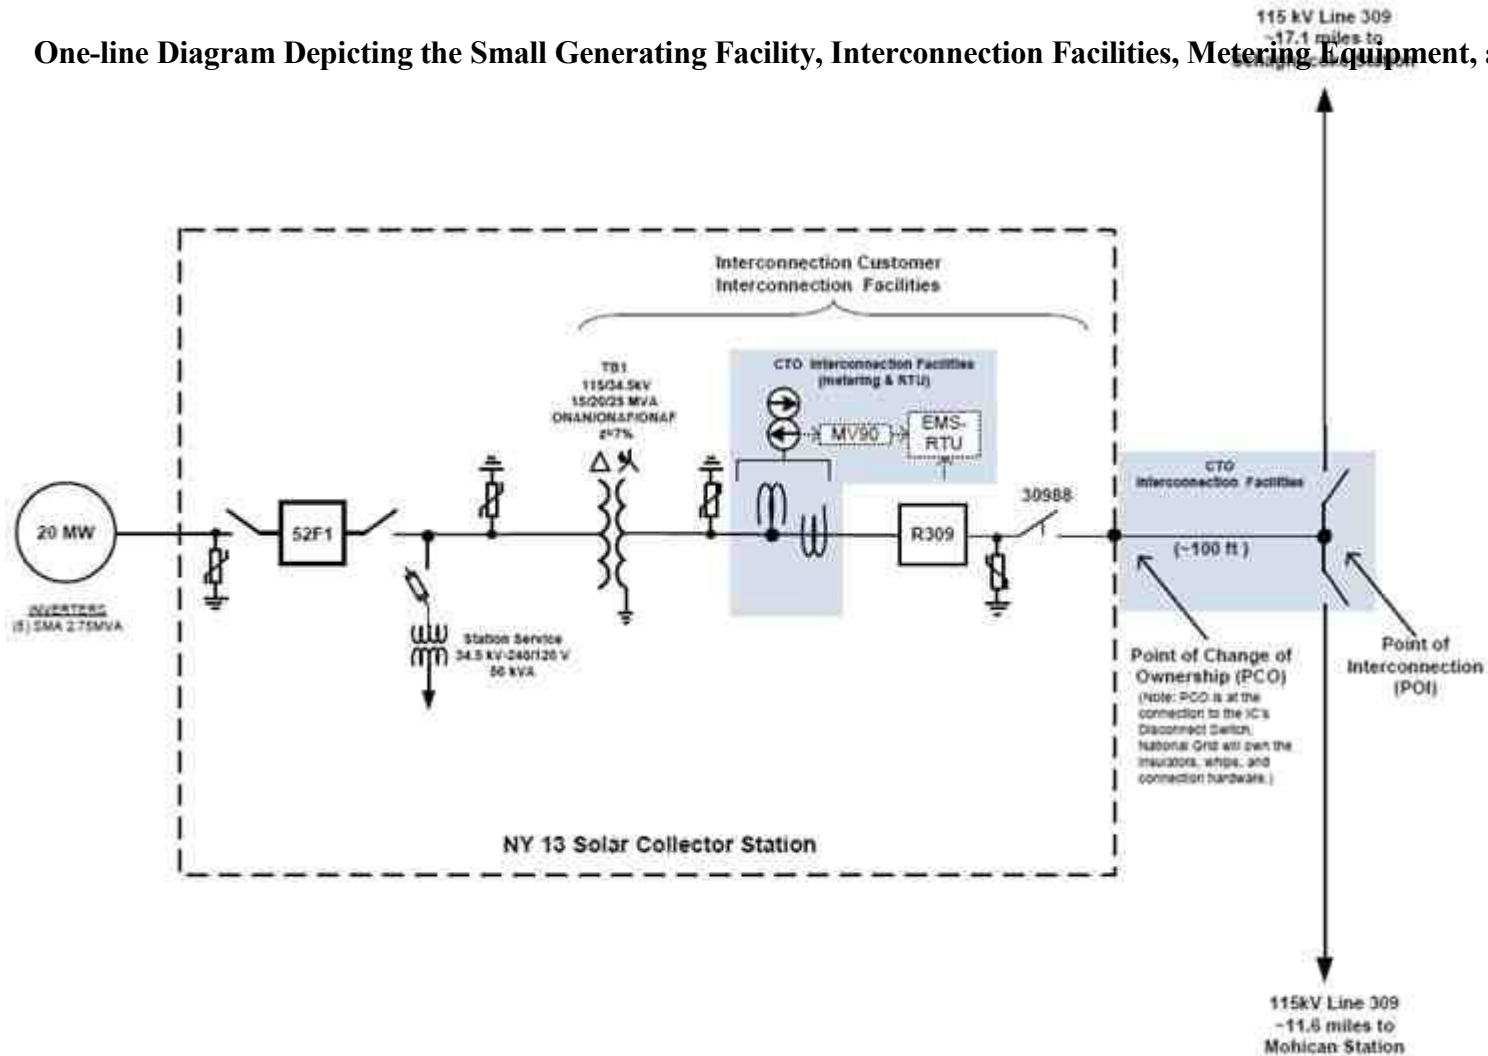 115 kV Line 309
~17.1 miles to
One-line Diagram Depicting the Small Generating Facility, Interconnection Facilities, Metering Equipment,
Station
Interconnection Customer
Interconnection Facilities
TB1
115/34.5kV
15/20/25 MVA
ONAN/ONAF/ONAF
z=7%
CTO Interconnection Facilities
(metering & RTU)
MV90
EMS-
RTU
CTO
Interconnection Facilities
30988
20 MW
52F1
R309
(~100 ft )
INVERTERS
SMA 2.75MVA
Station Service
34.5 kV-240/120 V
50 kVA
Point of Change of
Ownership (PCO)
(Note: PCO is at the
connection to the IC's
Disconnect Switch,
National Grid will own the
insulators, whips, and
connection hardware.)
Point of
Interconnection
(POI)
NY 13 Solar Collector Station
115kV Line 309
~11.6 miles to
Mohican Station